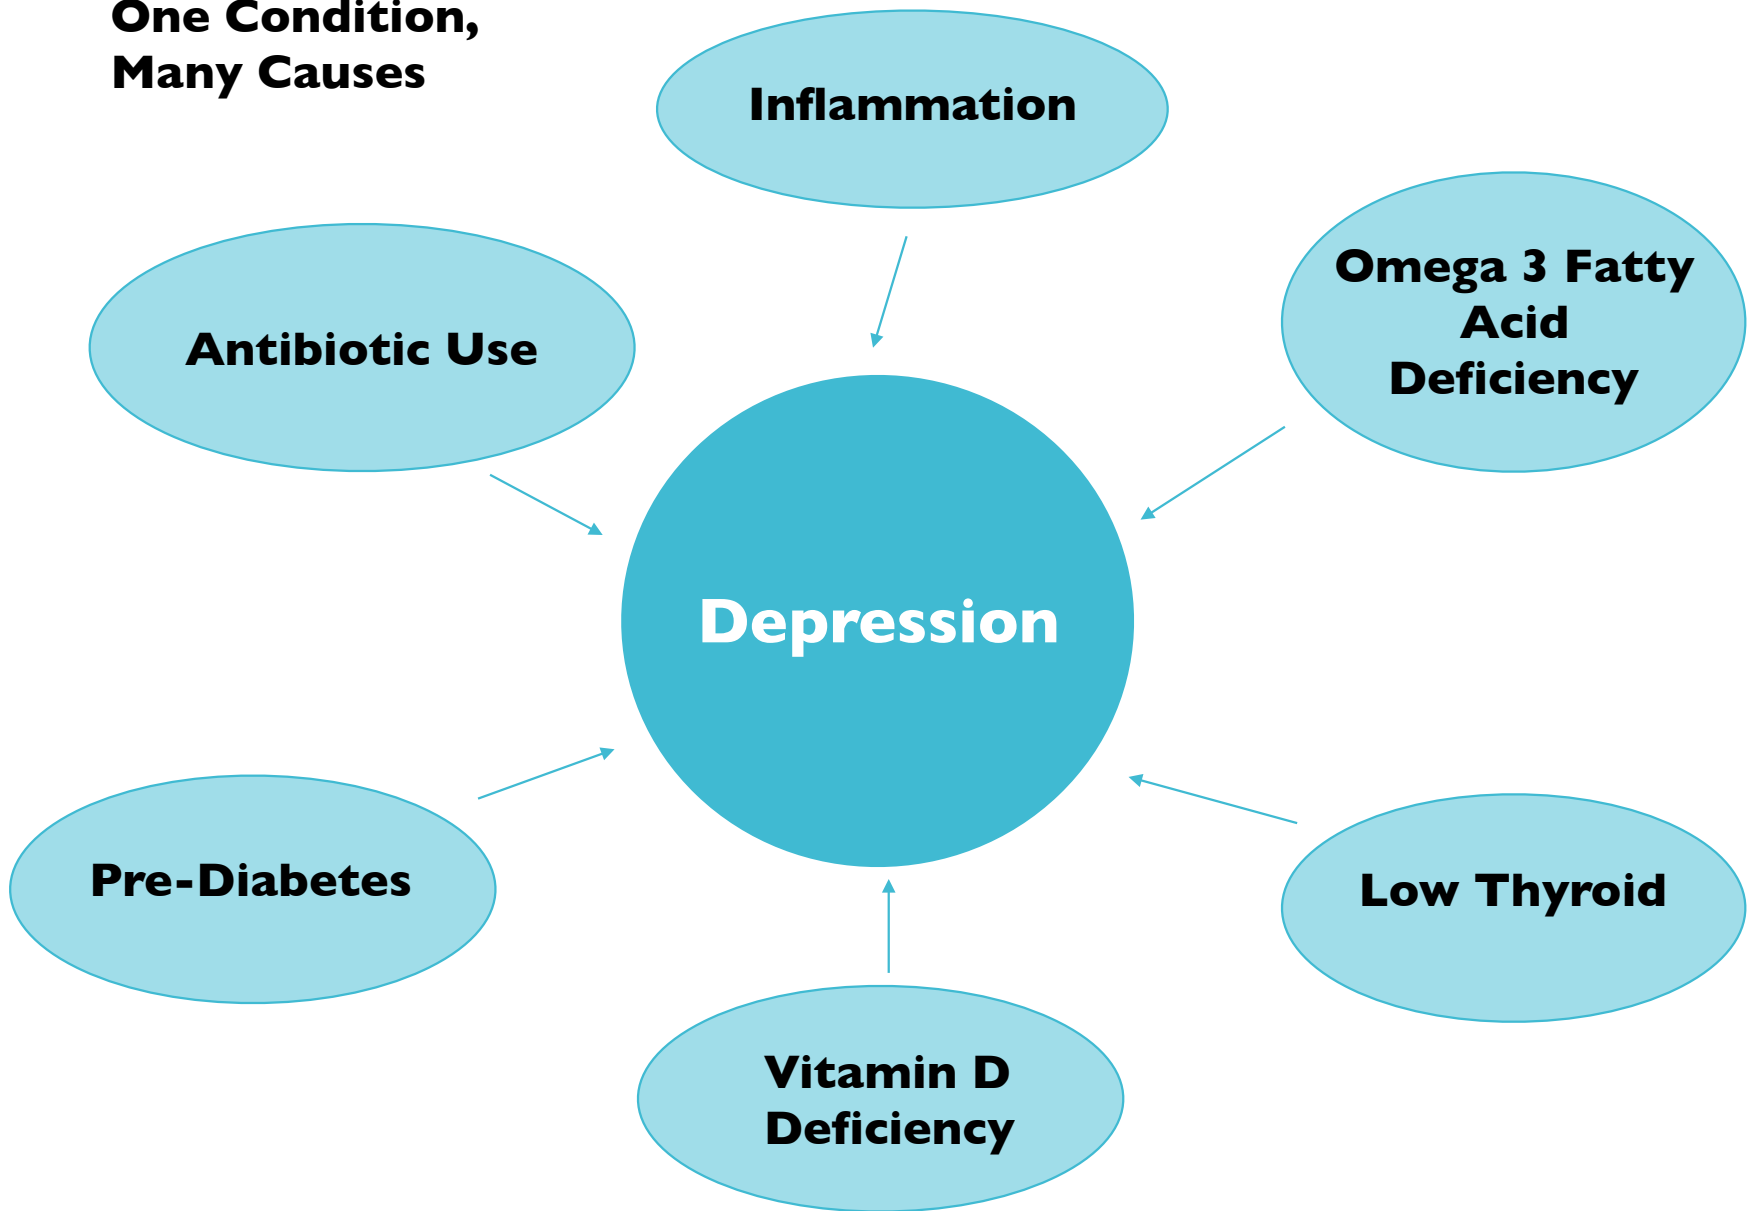 One Condition,
Many Causes
Inflammation
Omega 3 Fatty
Acid
Deficiency
Antibiotic Use
Depression
Pre-Diabetes
Low Thyroid
Vitamin D
Deficiency